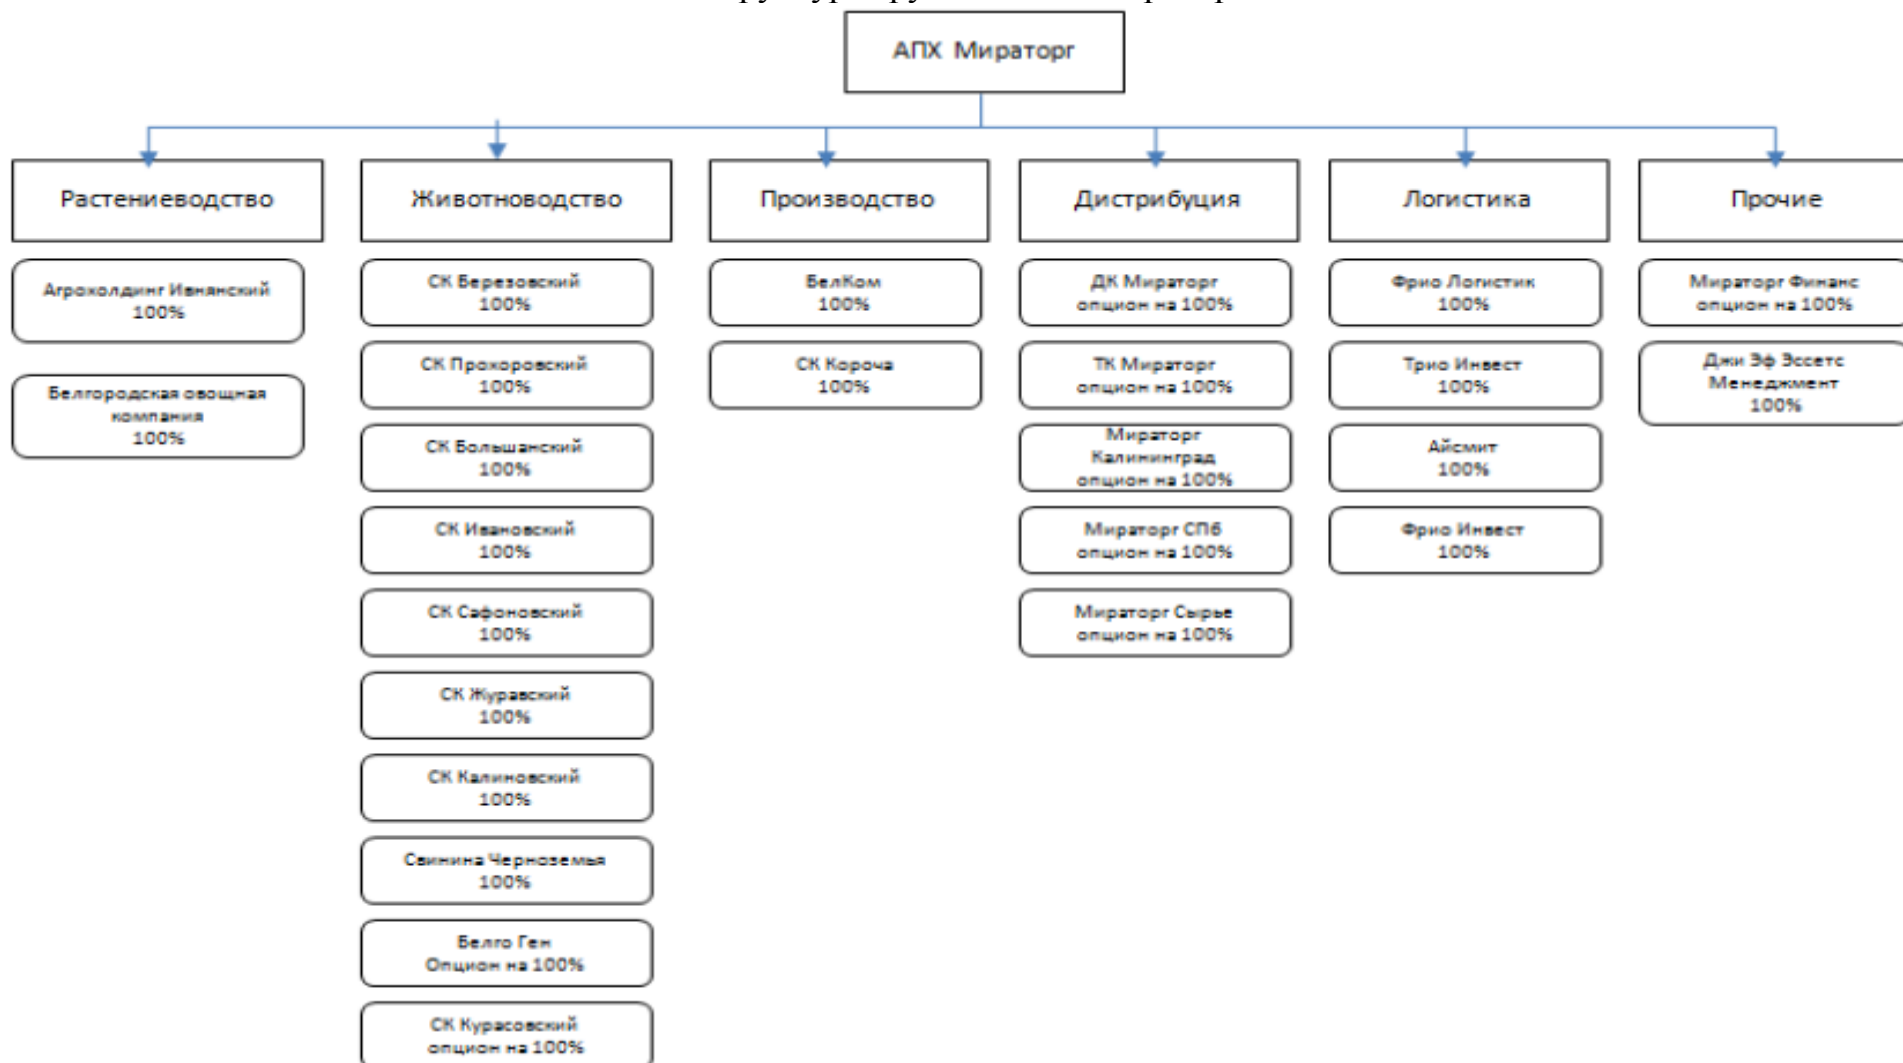 АПХ Мираторг
Растениеводство
Агрохолдинг Ивнянский
100%
Белгородская овощная
компания
100%
Животноводство
СК Березовский
100%
СК Прохоровский
100%
СК Большанский
100%
СК Ивановский
100%
СК Сафоновский
100%
СК Журавский
100%
СК Калиновский
100%
Свинина Черноземья
100%
Белго Ген
Опцион на 100%
СК Курасовский
опцион на 100%
Производство
БелКом
100%
СК Короча
100%
Дистрибуция
ДК Мираторг
опцион на 100%
ТК Мираторг
опцион на 100%
Мираторг
Калининград
опцион на 100%
Мираторг СПб
опцион на 100%
Мираторг Сырье
опцион на 100%
Логистика
Фрио Логистик
100%
Трио Инвест
100%
Айсмит
100%
Фрио Инвест
100%
Прочие
Мираторг Финанс
опцион на 100%
Джи Эф Эссетс
Менеджмент
100%